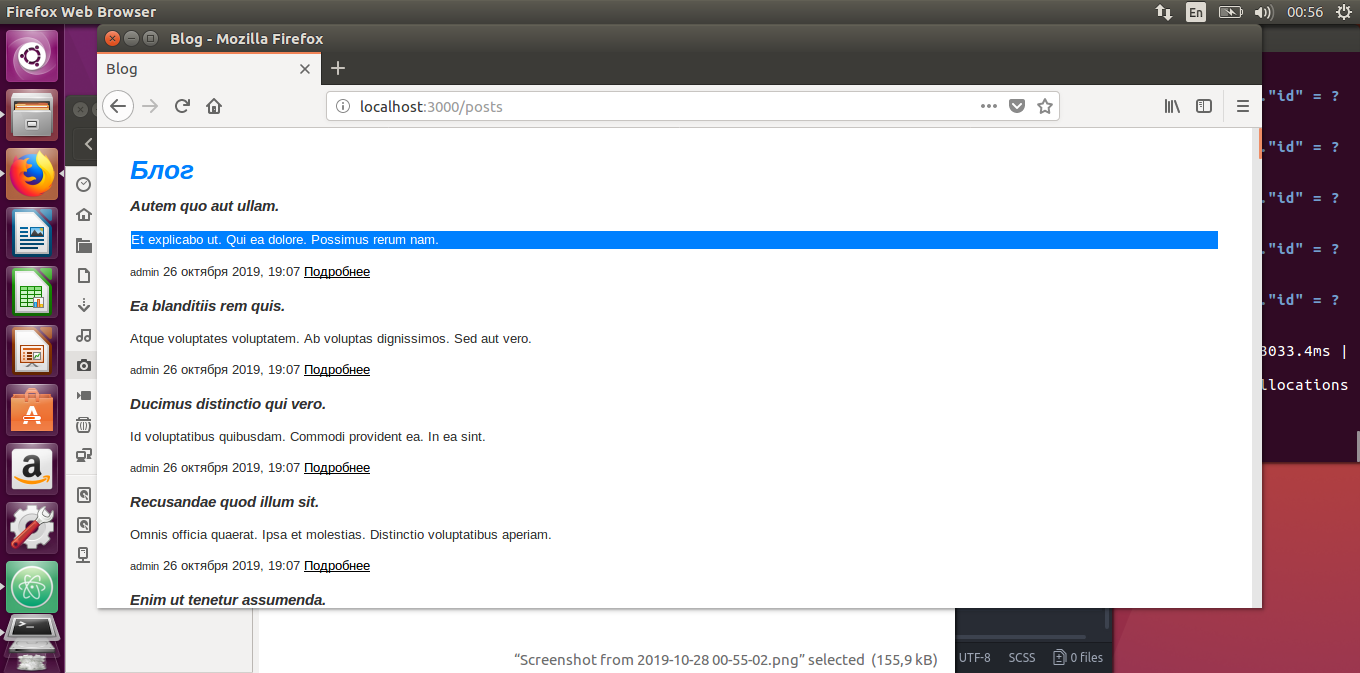 Firefox Web Browser
En
00:56
Blog - Mozilla Firefox
Blog
localhost:3000/posts
Блог
Autem quo aut ullam.
Et explicabo ut. Qui ea dolore. Possimus rerum nam.
admin 26 октября 2019, 19:07 Подробнее
Ea blanditiis rem quis.
Atque voluptates voluptatem. Ab voluptas dignissimos. Sed aut vero.
admin 26 октября 2019, 19:07 Подробнее
Ducimus distinctio qui vero.
Id voluptatibus quibusdam. Commodi provident ea. In ea sint.
admin 26 октября 2019, 19:07 Подробнее
Recusandae quod illum sit.
Omnis officia quaerat. Ipsa et molestias. Distinctio voluptatibus aperiam.
admin 26 октября 2019, 19:07 Подробнее
Enim ut tenetur assumenda.
."id" = ?
."id" = ?
."id" = ?
."id" = ?
."id" = ?
3033.4ms |
llocations
“Screenshot from 2019-10-28 00-55-02.png” selected (155,9 kB)
UTF-8 SCSS 0 files